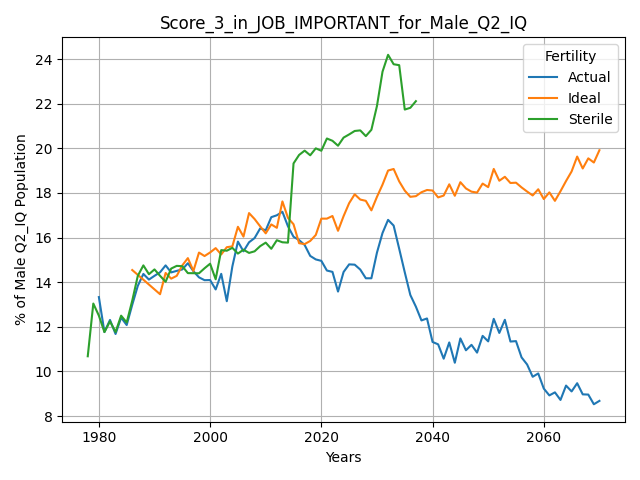 Score_3_in_JOB_IMPORTANT_for_Male_Q2_IQ
Fertility
Actual
Ideal
Sterile
% of Male Q2_IQ Population
24
22
20
18
16
14
12
10
8
1980
2000
2020
2040
2060
Years